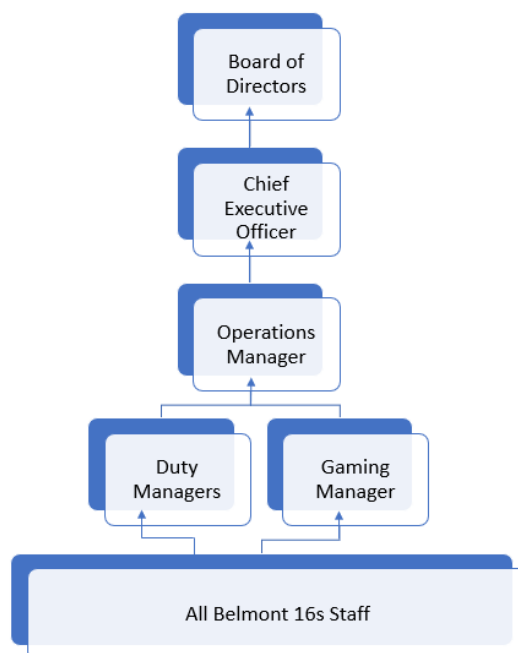 Board of
Directors
Chief
Executive
Officer
Operations
Manager
Duty
Managers
Gaming
Manager
All Belmont 16s Staff